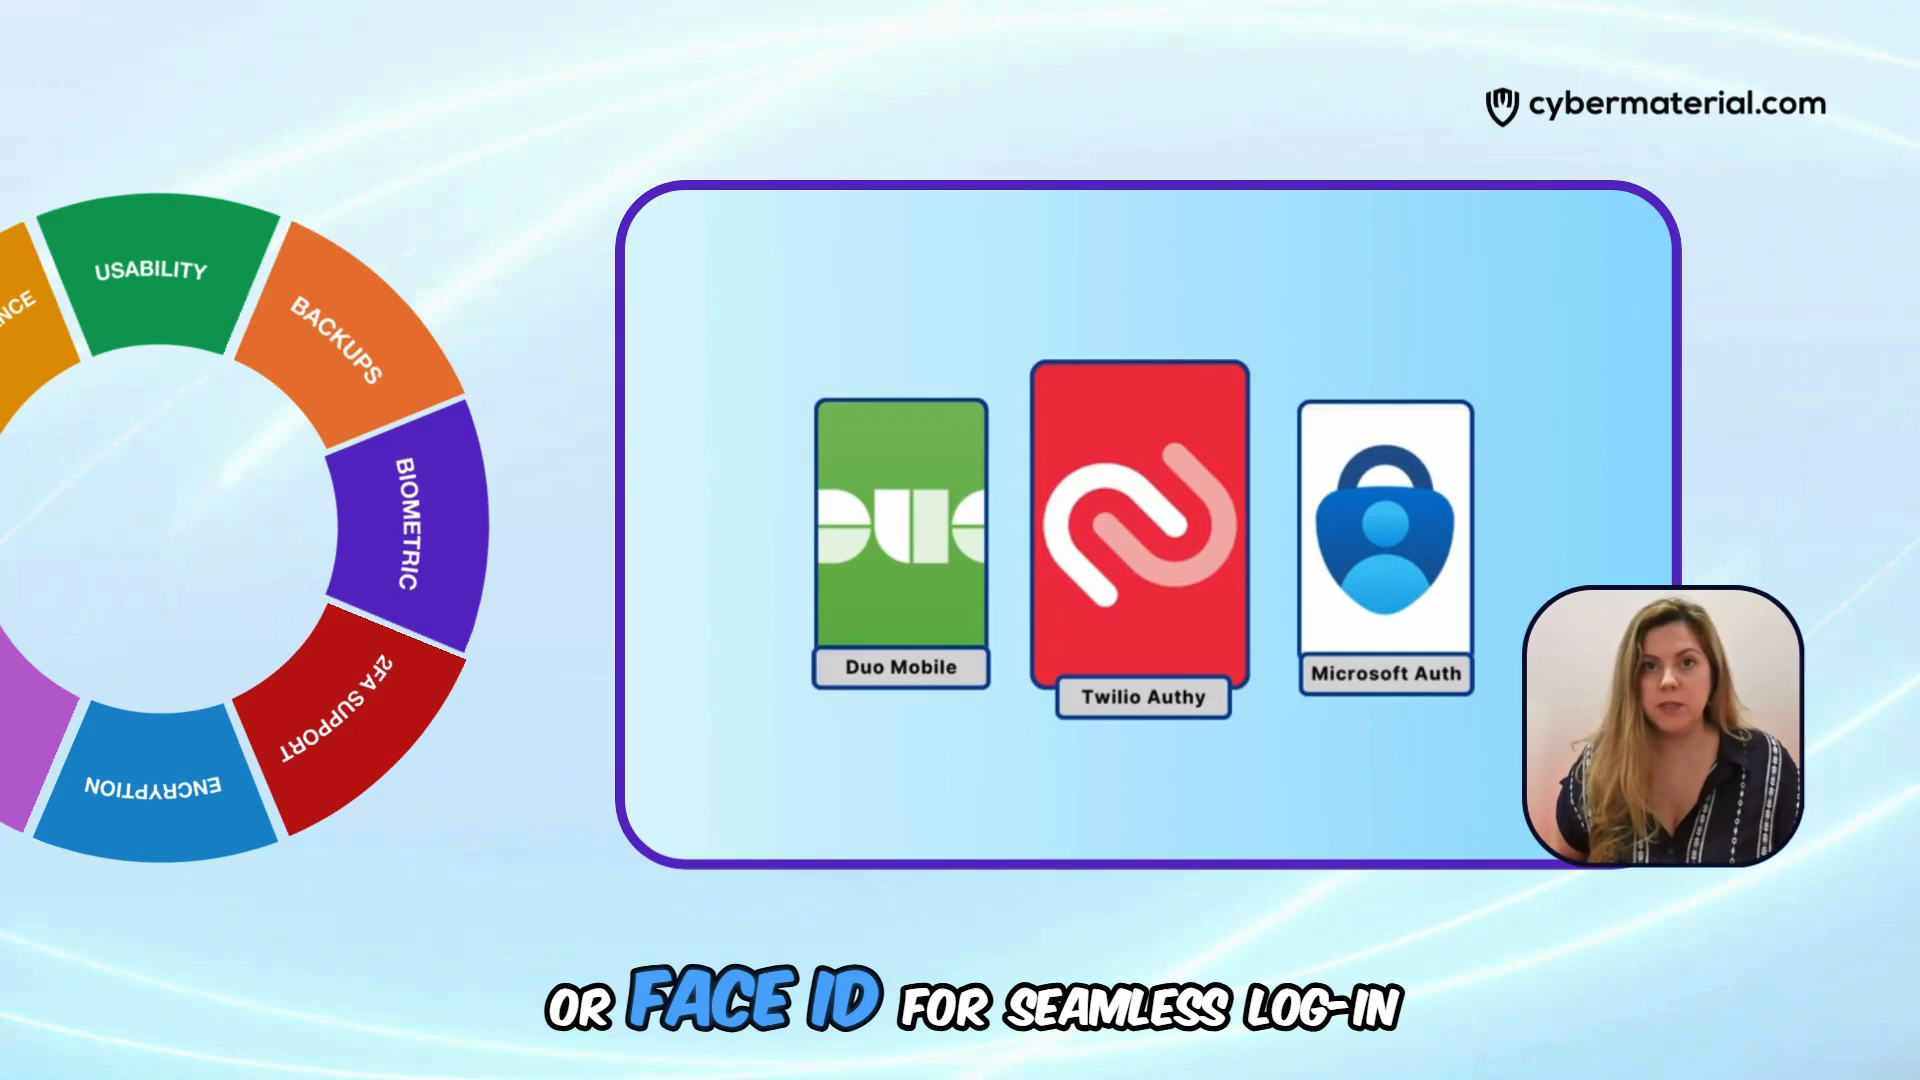 cybermaterial.com
USABILITY
BACKUPS
BIOMETRIC
2FA SUPPORT
ENCRYPTION
Duo Mobile
Twilio Authy
Microsoft Auth
OR FACE ID FOR SEAMLESS LOG-IN